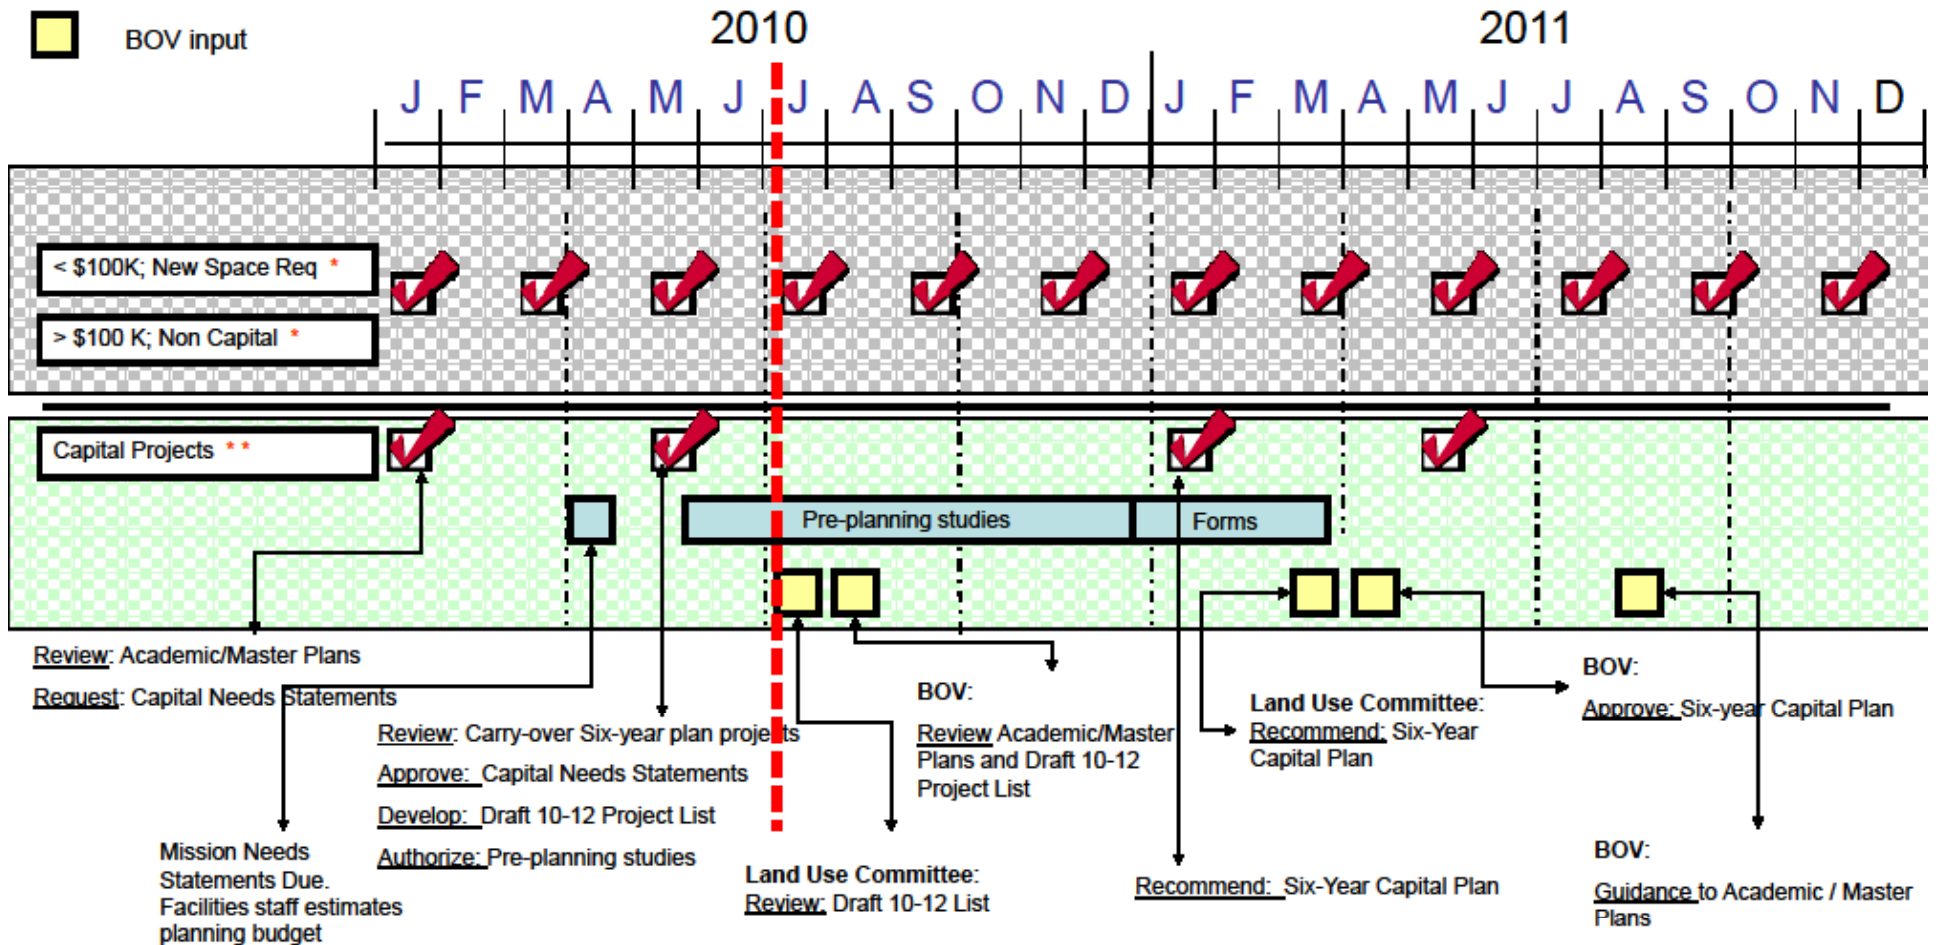 BOV input
2010
2011
J F M A M J J A S O N D J F M A M J J A S O N D
< $100K; New Space Req *
> $100 K; Non Capital *
Capital Projects * *
Pre-planning studies
Forms
Review: Academic/Master Plans
Request: Capital Needs Statements
Mission Needs
Statements Due.
Facilities staff estimates
planning budget
Review: Carry-over Six-year plan projects
Approve: Capital Needs Statements
Develop: Draft 10-12 Project List
Authorize: Pre-planning studies
Land Use Committee:
Review: Draft 10-12 List
BOV:
Review Academic/Master
Plans and Draft 10-12
Project List
Recommend: Six-Year Capital Plan
Land Use Committee:
Recommend: Six-Year
Capital Plan
BOV:
Approve: Six-year Capital Plan
BOV:
Guidance to Academic / Master
Plans